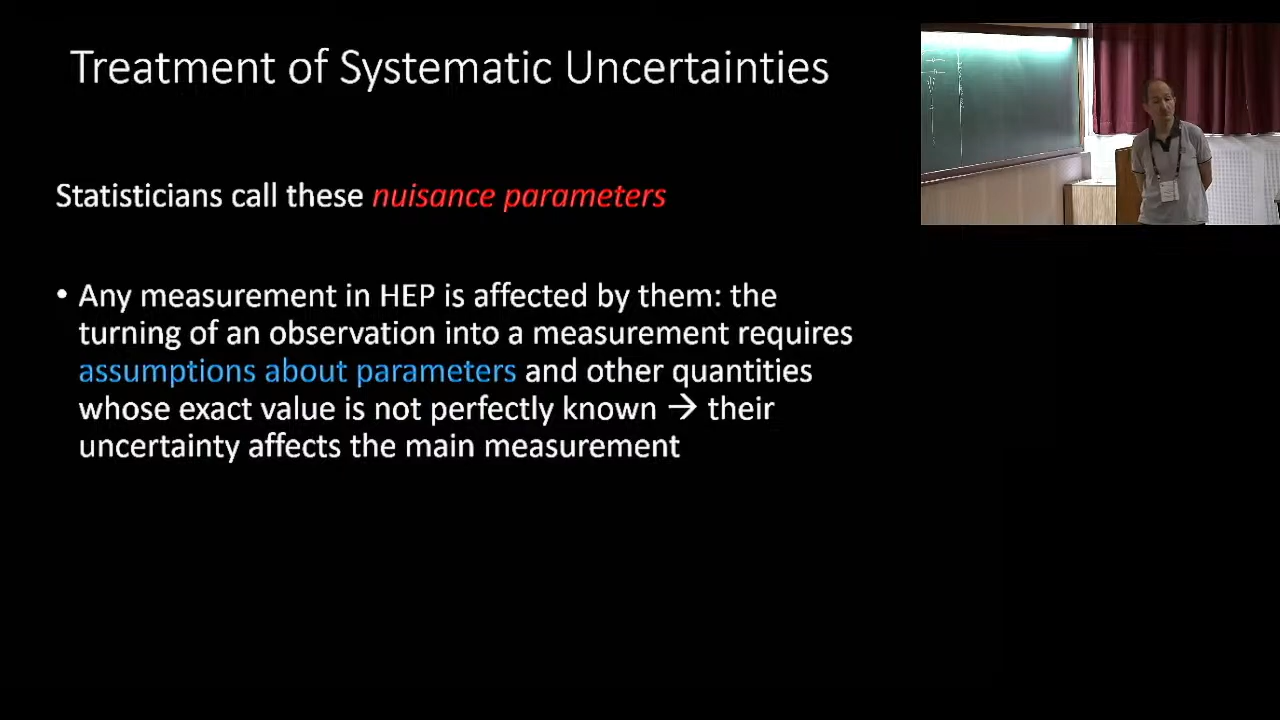 Treatment of Systematic Uncertainties
Statisticians call these nuisance parameters
• Any measurement in HEP is affected by them: the
turning of an observation into a measurement requires
assumptions about parameters and other quantities
whose exact value is not perfectly known → their
uncertainty affects the main measurement